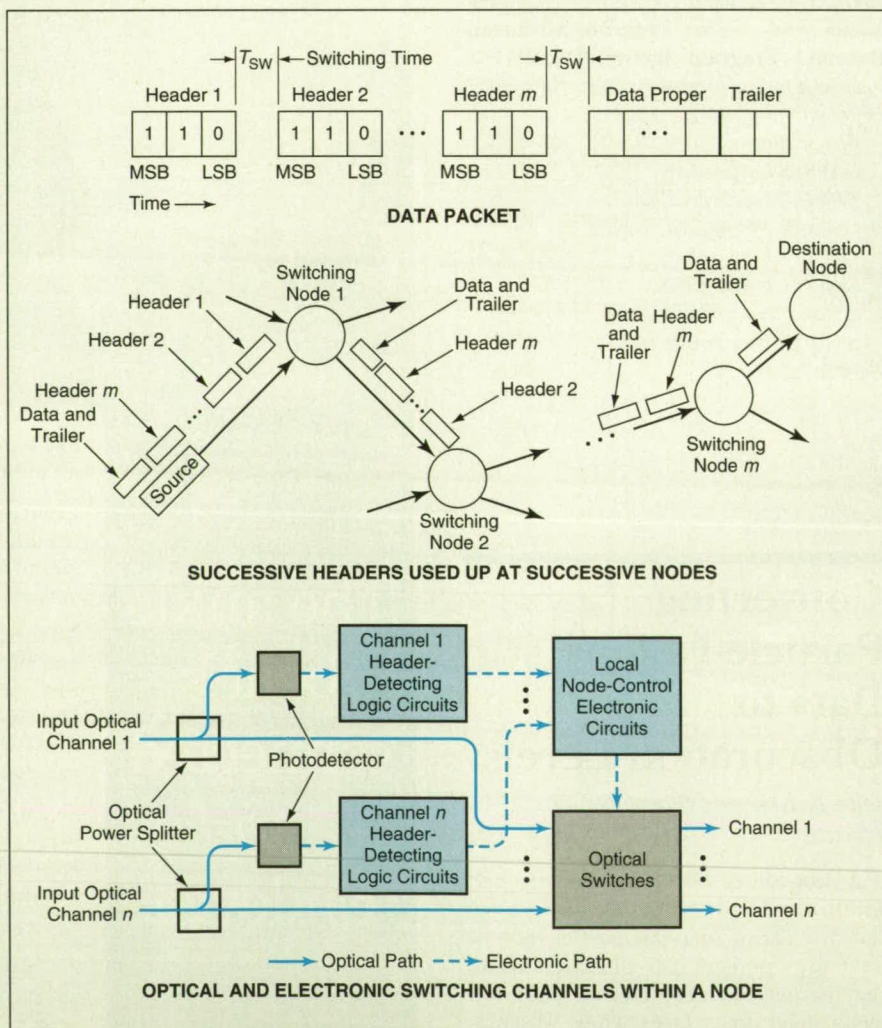 TSW
Switching Time
TSW
Header 1
Header 2
Header m
Data Proper
Trailer
1 1 0
1 1 0
...
1 1 0
...
MSB LSB
MSB LSB
MSB LSB
Time
DATA PACKET
Switching
Node 1
Header 1
Header 2
Header m
Data and
Trailer
Source
Data and
Trailer
Header m
Header 2
Switching
Node 2
Data
and
Trailer
Header
m
Data and
Trailer
Destination
Node
Switching
Node m
SUCCESSIVE HEADERS USED UP AT SUCCESSIVE NODES
Input Optical
Channel 1
Optical
Power Splitter
Input Optical
Channel n
Photodetector
Channel 1
Header-
Detecting
Logic Circuits
Channel n
Header-
Detecting
Logic Circuits
Local
Node-Control
Electronic
Circuits
Optical
Switches
Channel 1
Channel n
Optical Path
Electronic Path
OPTICAL AND ELECTRONIC SWITCHING CHANNELS WITHIN A NODE